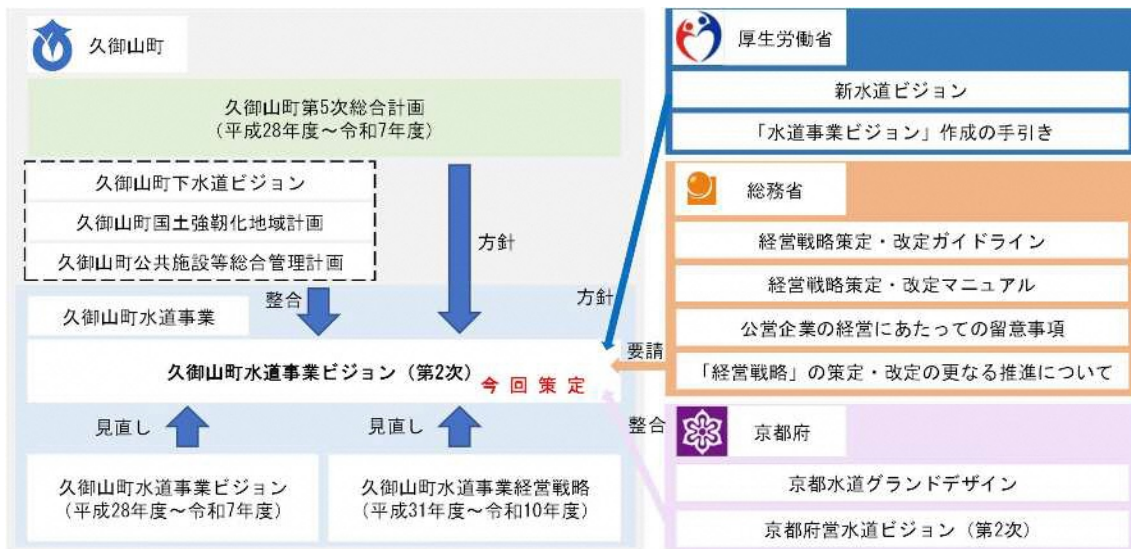 久御山町
久御山町第5次総合計画
(平成28年度～令和7年度)
久御山町下水道ビジョン
久御山町国土強靭化地域計画
久御山町公共施設等総合管理計画
整合
方針
久御山町水道事業
久御山町水道事業ビジョン (第2次)
今回策定
見直し
見直し
久御山町水道事業ビジョン
(平成28年度～令和7年度)
久御山町水道事業経営戦略
(平成31年度～令和10年度)
方針
要請
整合
厚生労働省
新水道ビジョン
「水道事業ビジョン」作成の手引き
総務省
経営戦略策定・改定ガイドライン
経営戦略策定・改定マニュアル
公営企業の経営にあたっての留意事項
「経営戦略」の策定・改定の更なる推進について
京都府
京都水道グランドデザイン
京都府営水道ビジョン (第2次)